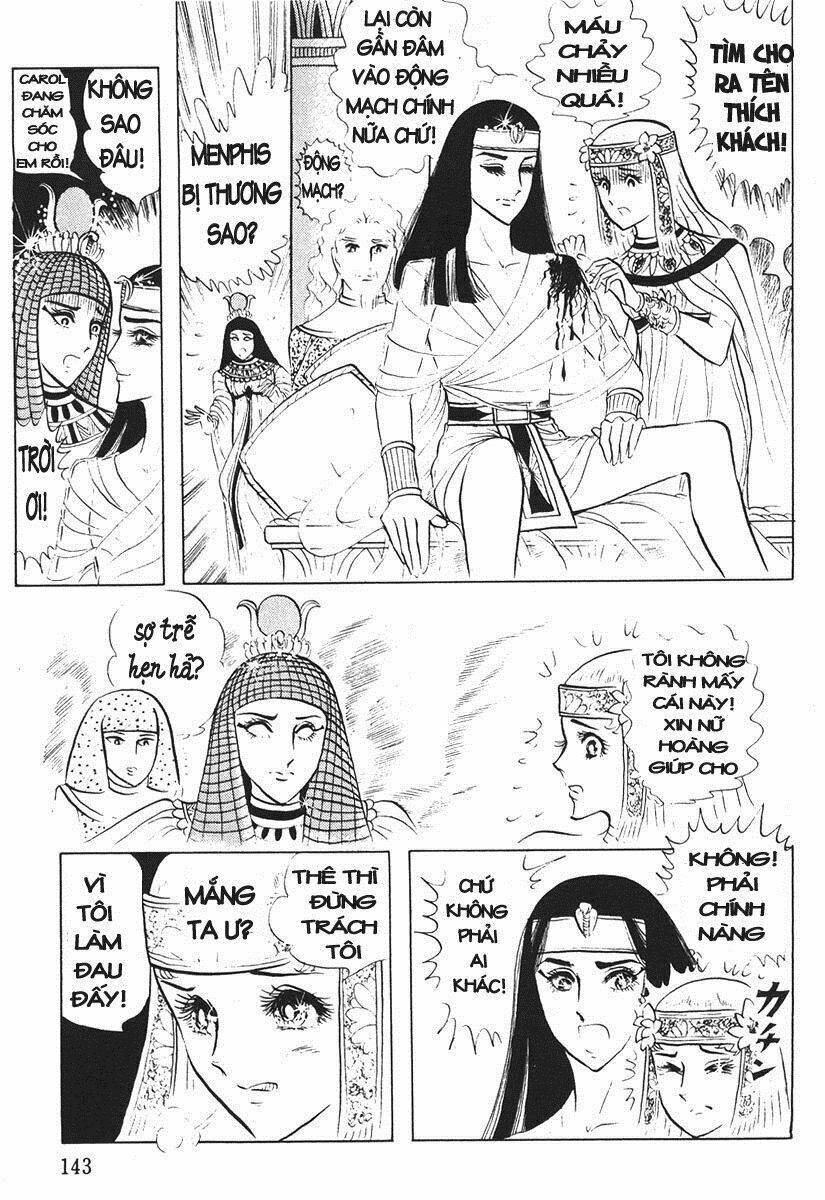 TÌM CHO
RA TÊN
THÍCH
KHÁCH!
MÁU
CHẢY
NHIỀU
QUÁ!
LẠI CÒN
GẦN ĐÂM
VÀO ĐỘNG
MẠCH CHÍNH
NỮA CHỨ!
ĐỘNG
MẠCH?
MENPHIS
BỊ THƯƠNG
SAO?
KHÔNG
SAO
ĐÂU!
CAROL
ĐANG
CHĂM
SÓC
CHO
EM RỒI!
TRỜI
ƠI!
TÔI KHÔNG
RẢNH MẤY
CÁI NÀY!
XIN NỮ
HOÀNG
GIÚP CHO
sợ trễ
hẹn hả?
KHÔNG!
PHẢI
CHÍNH
NÀNG
CHỨ
KHÔNG
PHẢI
AI
KHÁC!
カチン
THÊ THÌ
ĐỪNG
TRÁCH
TÔI
MẮNG
TA Ư?
VÌ
TÔI
LÀM
ĐAU
ĐẤY!
143